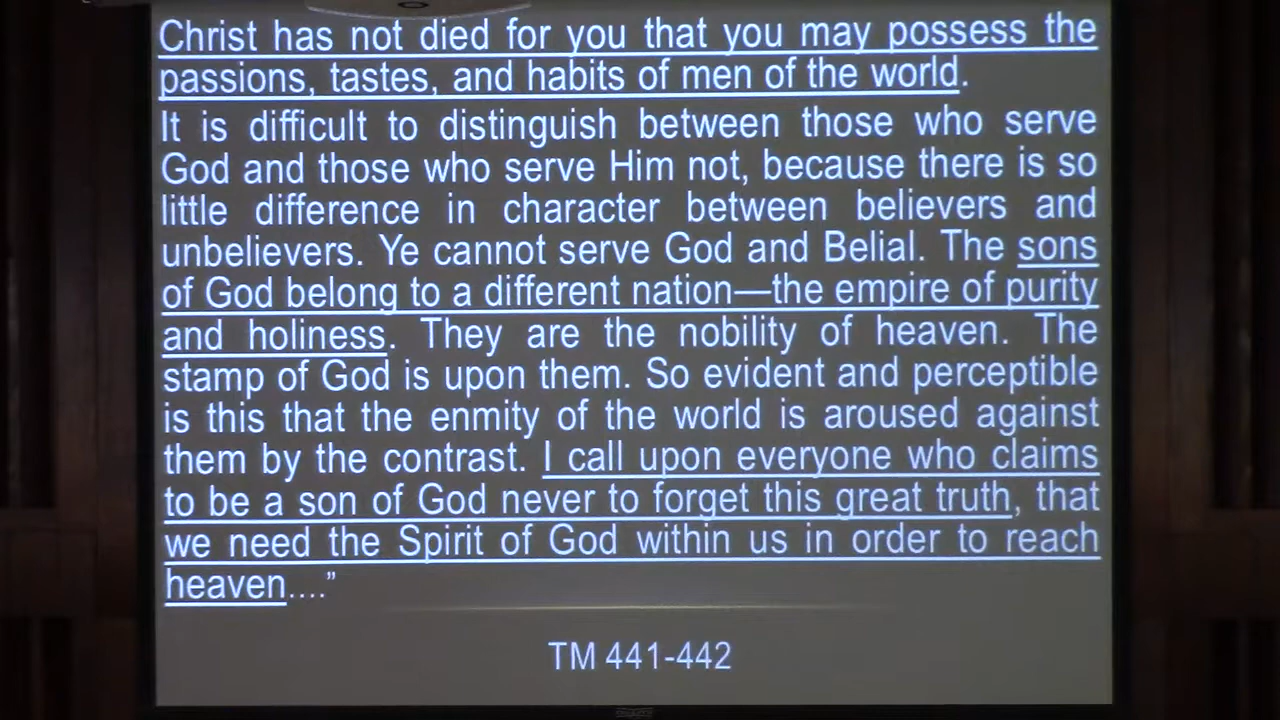 Christ has not died for you that you may possess the
passions, tastes, and habits of men of the world.
It is difficult to distinguish between those who serve
God and those who serve Him not, because there is so
little difference in character between believers and
unbelievers. Ye cannot serve God and Belial. The sons
of God belong to a different nation—the empire of purity
and holiness. They are the nobility of heaven. The
stamp of God is upon them. So evident and perceptible
is this that the enmity of the world is aroused against
them by the contrast. I call upon everyone who claims
to be a son of God never to forget this great truth, that
we need the Spirit of God within us in order to reach
heaven....”
TM 441-442